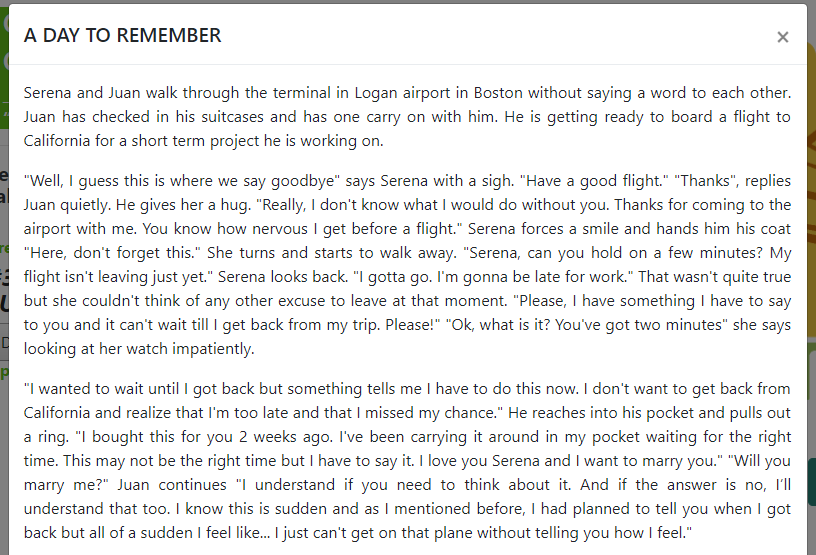 A DAY TO REMEMBER
×
Serena and Juan walk through the terminal in Logan airport in Boston without saying a word to each other.
Juan has checked in his suitcases and has one carry on with him. He is getting ready to board a flight to
California for a short term project he is working on.
"Well, I guess this is where we say goodbye" says Serena with a sigh. "Have a good flight." "Thanks", replies
Juan quietly. He gives her a hug. "Really, I don't know what I would do without you. Thanks for coming to the
airport with me. You know how nervous I get before a flight." Serena forces a smile and hands him his coat
"Here, don't forget this." She turns and starts to walk away. "Serena, can you hold on a few minutes? My
flight isn't leaving just yet." Serena looks back. "I gotta go. I'm gonna be late for work." That wasn't quite true
but she couldn't think of any other excuse to leave at that moment. "Please, I have something I have to say
to you and it can't wait till I get back from my trip. Please!" "Ok, what is it? You've got two minutes" she says
looking at her watch impatiently.
"I wanted to wait until I got back but something tells me I have to do this now. I don't want to get back from
California and realize that I'm too late and that I missed my chance." He reaches into his pocket and pulls out
a ring. "I bought this for you 2 weeks ago. I've been carrying it around in my pocket waiting for the right
time. This may not be the right time but I have to say it. I love you Serena and I want to marry you." "Will you
marry me?" Juan continues "I understand if you need to think about it. And if the answer is no, I'll
understand that too. I know this is sudden and as I mentioned before, I had planned to tell you when I got
back but all of a sudden I feel like... I just can't get on that plane without telling you how I feel."